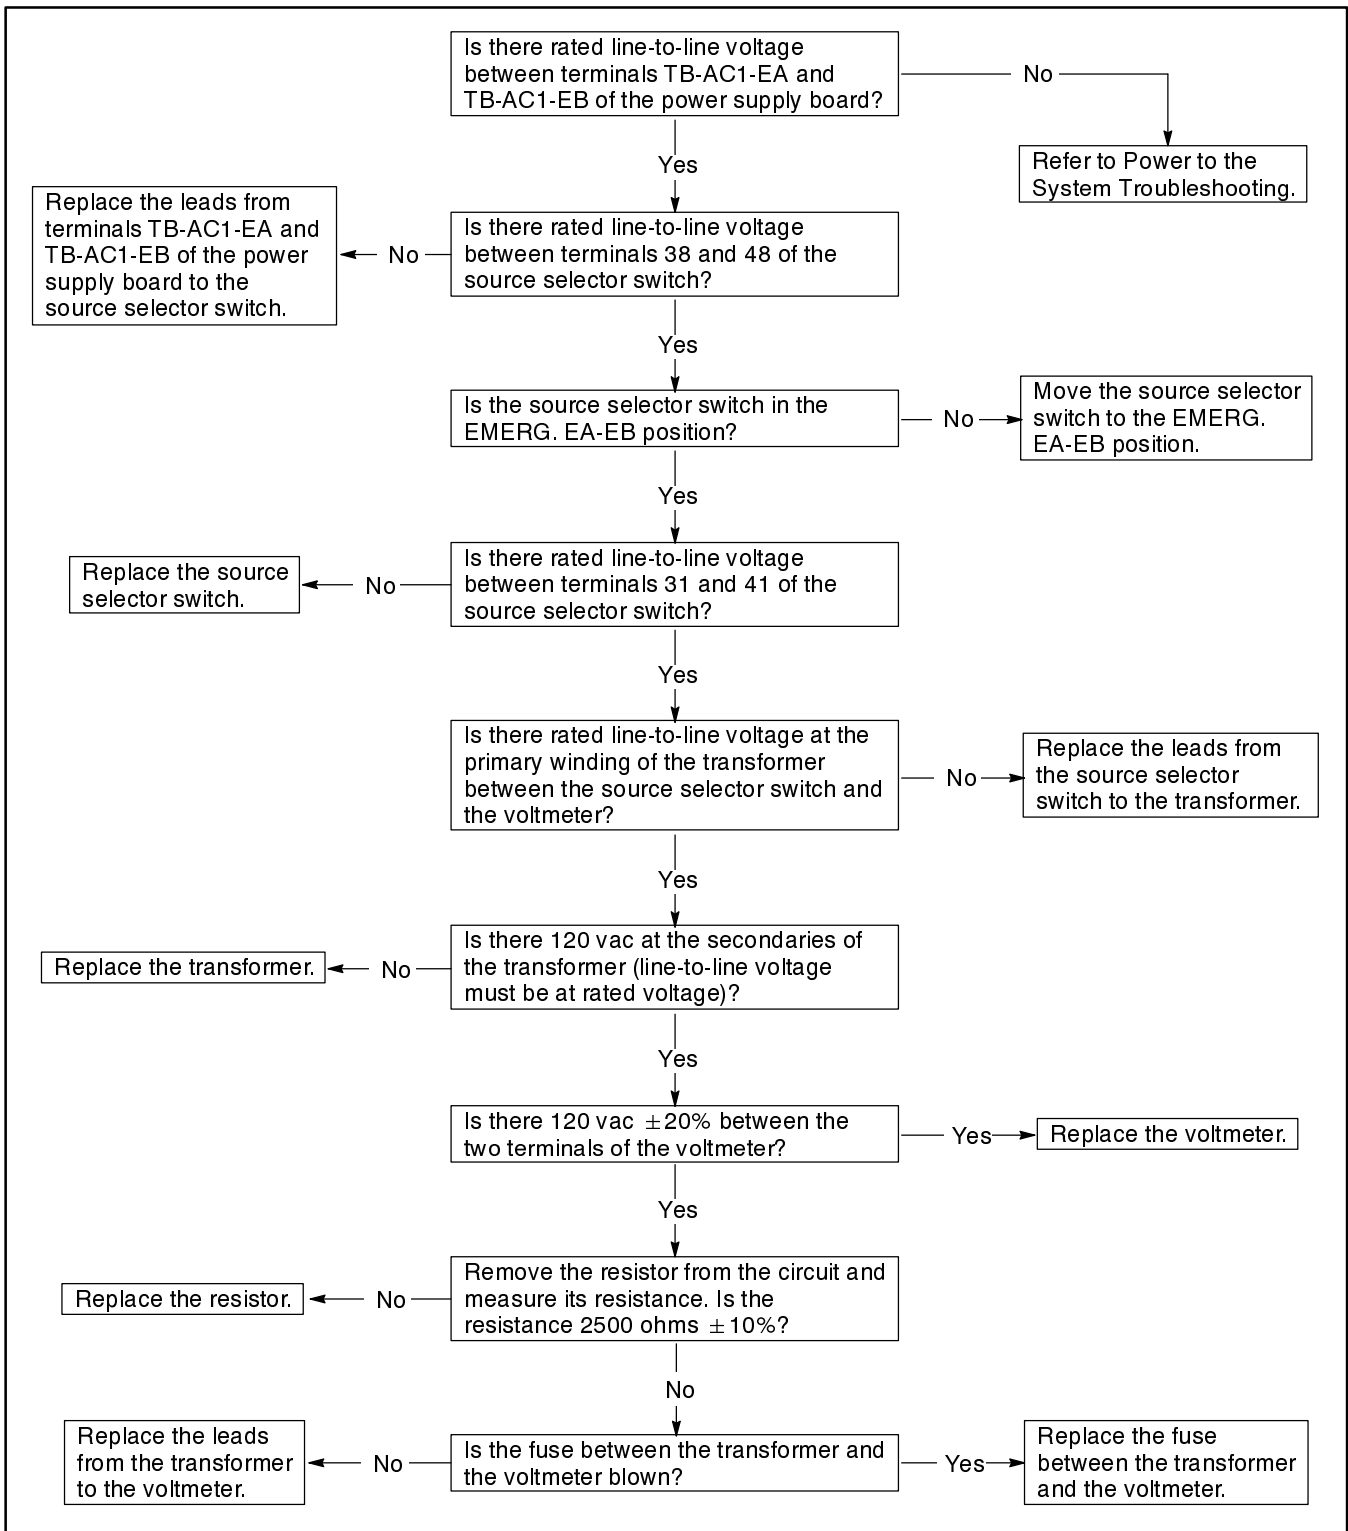 Is there rated line-to-line voltage
between terminals TB-AC1-EA and
TB-AC1-EB of the power supply board?
No
Refer to Power to the
System Troubleshooting.
Yes
Replace the leads from
terminals TB-AC1-EA and
TB-AC1-EB of the power
supply board to the
source selector switch.
No
Is there rated line-to-line voltage
between terminals 38 and 48 of the
source selector switch?
Yes
Is the source selector switch in the
EMERG. EA-EB position?
No
Move the source selector
switch to the EMERG.
EA-EB position.
Yes
Replace the source
selector switch.
No
Is there rated line-to-line voltage
between terminals 31 and 41 of the
source selector switch?
Yes
Is there rated line-to-line voltage at the
primary winding of the transformer
between the source selector switch and
the voltmeter?
No
Replace the leads from
the source selector
switch to the transformer.
Yes
Replace the transformer.
No
Is there 120 vac at the secondaries of
the transformer (line-to-line voltage
must be at rated voltage)?
Yes
Is there 120 vac ±20% between the
two terminals of the voltmeter?
Yes
Replace the voltmeter.
Yes
Replace the resistor.
No
Remove the resistor from the circuit and
measure its resistance. Is the
resistance 2500 ohms ±10%?
No
Replace the leads
from the transformer
to the voltmeter.
No
Is the fuse between the transformer and
the voltmeter blown?
Yes
Replace the fuse
between the transformer
and the voltmeter.